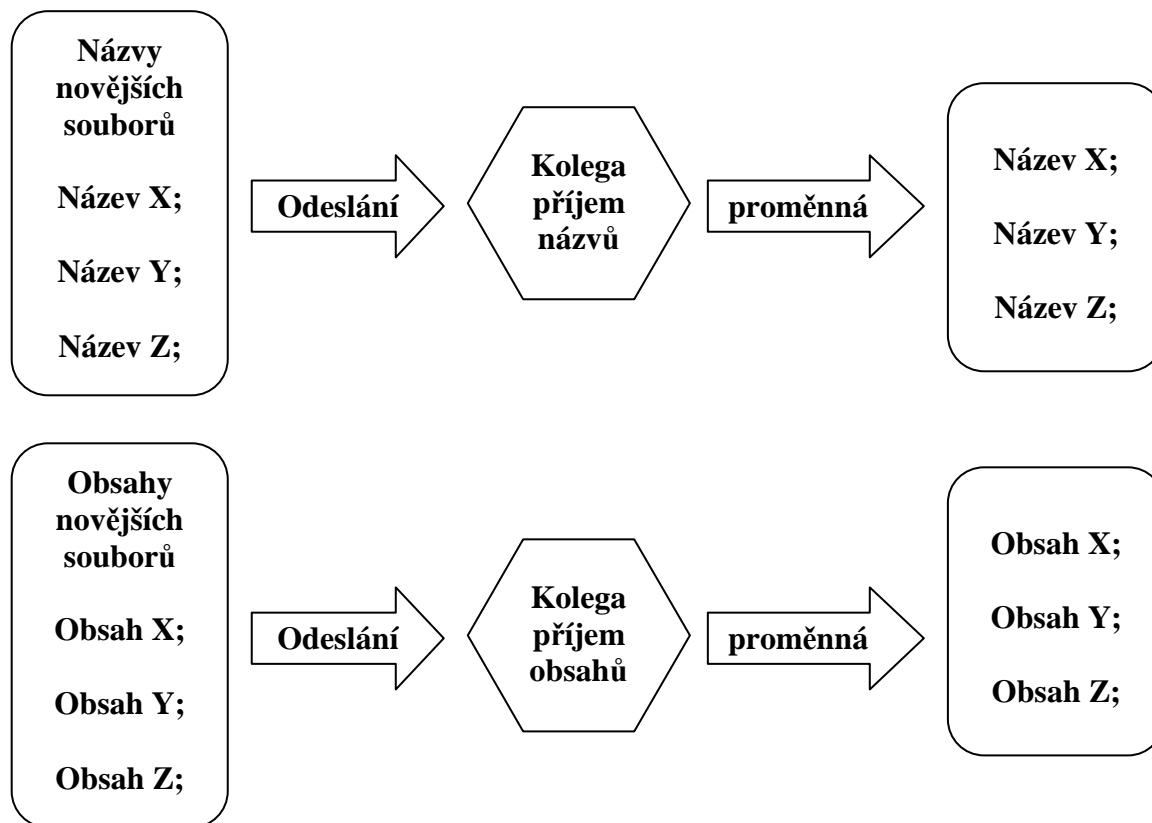 Názvy
novějších
souborů
Název X;
Název Y;
Název Z;
Odeslání
Kolega
příjem
názvů
proměnná
Název X;
Název Y;
Název Z;
Obsahy
novějších
souborů
Obsah X;
Obsah Y;
Obsah Z;
Odeslání
Kolega
příjem
obsahů
proměnná
Obsah X;
Obsah Y;
Obsah Z;